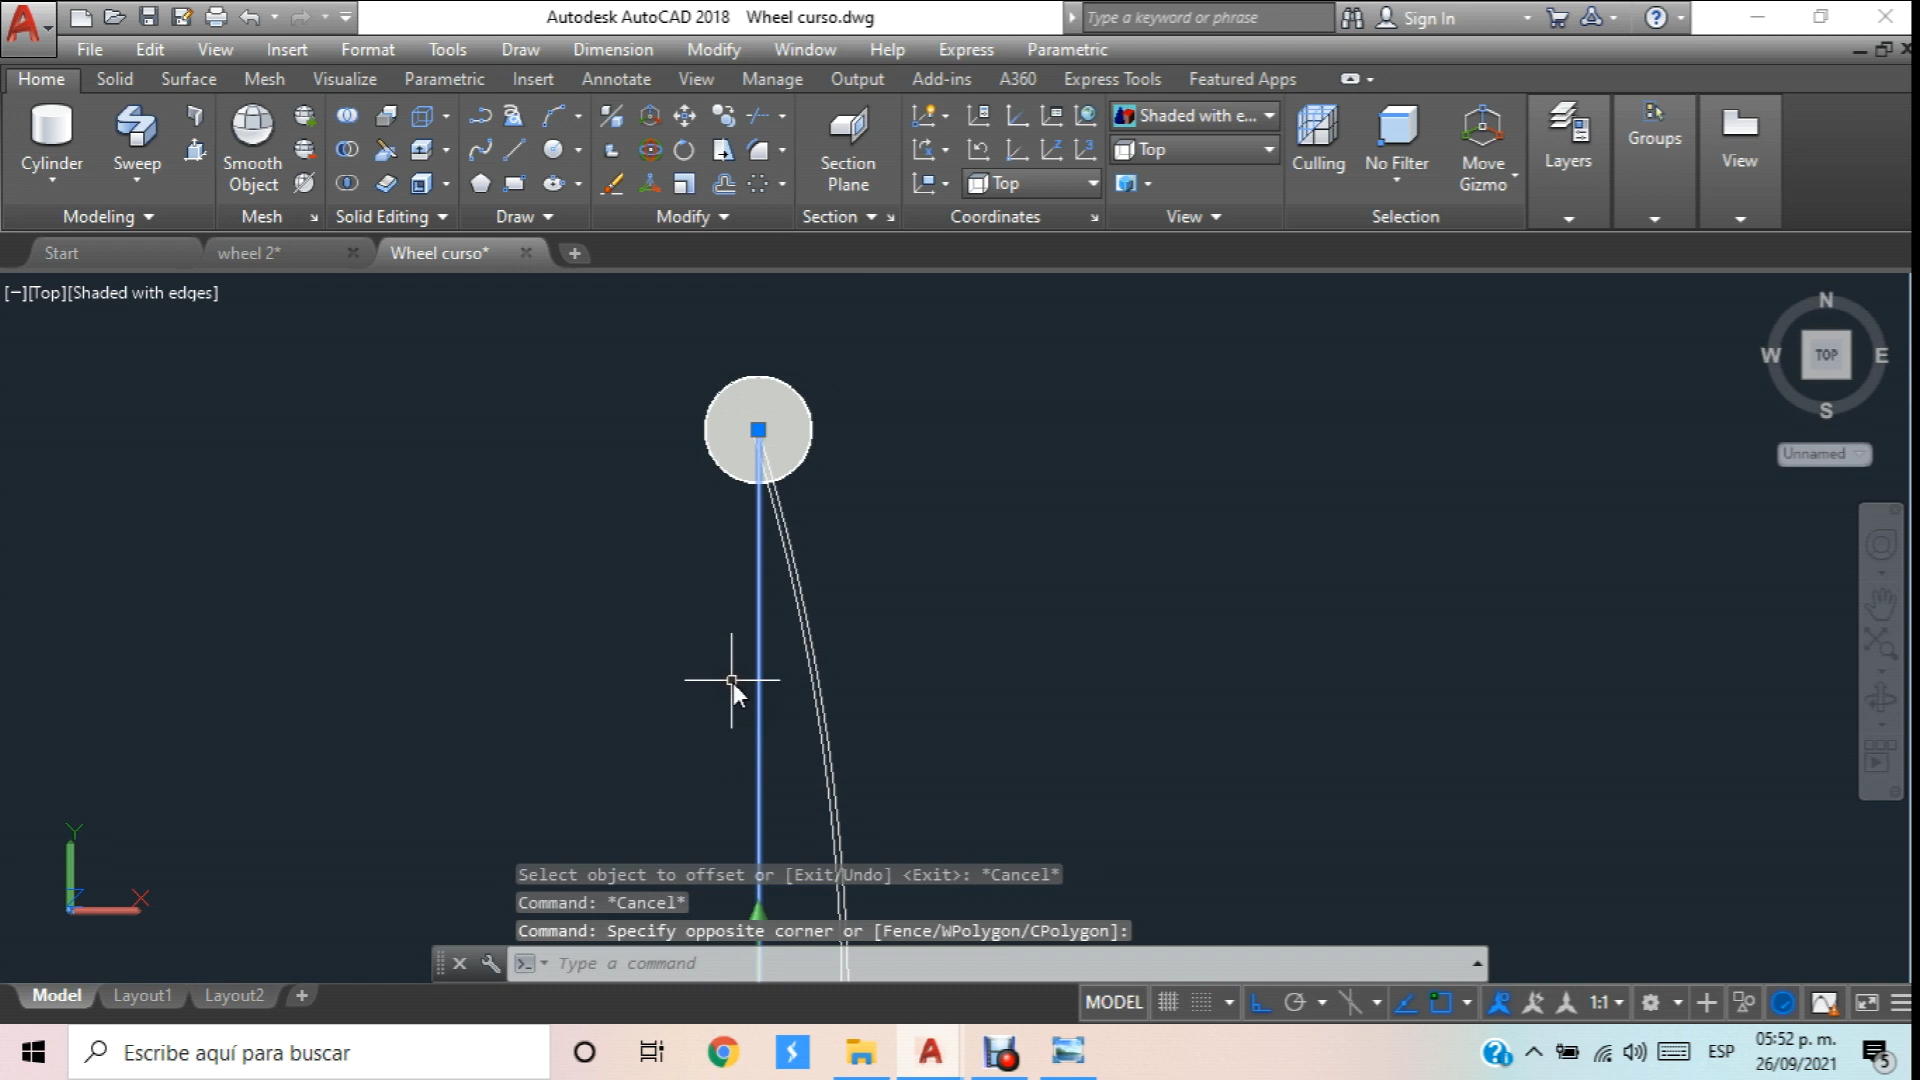 Autodesk AutoCAD 2018 Wheel curso.dwg
Type a keyword or phrase
Sign In
File Edit View Insert Format Tools Draw Dimension Modify Window Help Express Parametric
Home Solid Surface Mesh Visualize Parametric Insert Annotate View Manage Output Add-ins A360 Express Tools Featured Apps
Shaded with e...
Top
Top
Cylinder Sweep Smooth Object Section Plane Culling No Filter Move Gizmo Layers Groups View
Modeling Mesh Solid Editing Draw Modify Section Coordinates View Selection
Start wheel 2* Wheel curso*
[−][Top][Shaded with edges]
N
W TOP E
S
Unnamed
Y
Z
X
Select object to offset or [Exit/Undo] <Exit>: *Cancel*
Command: *Cancel*
Command: Specify opposite corner or [Fence/WPolygon/CPolygon]:
Type a command
Model Layout1 Layout2 MODEL 1:1
Escribe aquí para buscar
ESP
05:52 p. m.
26/09/2021
5